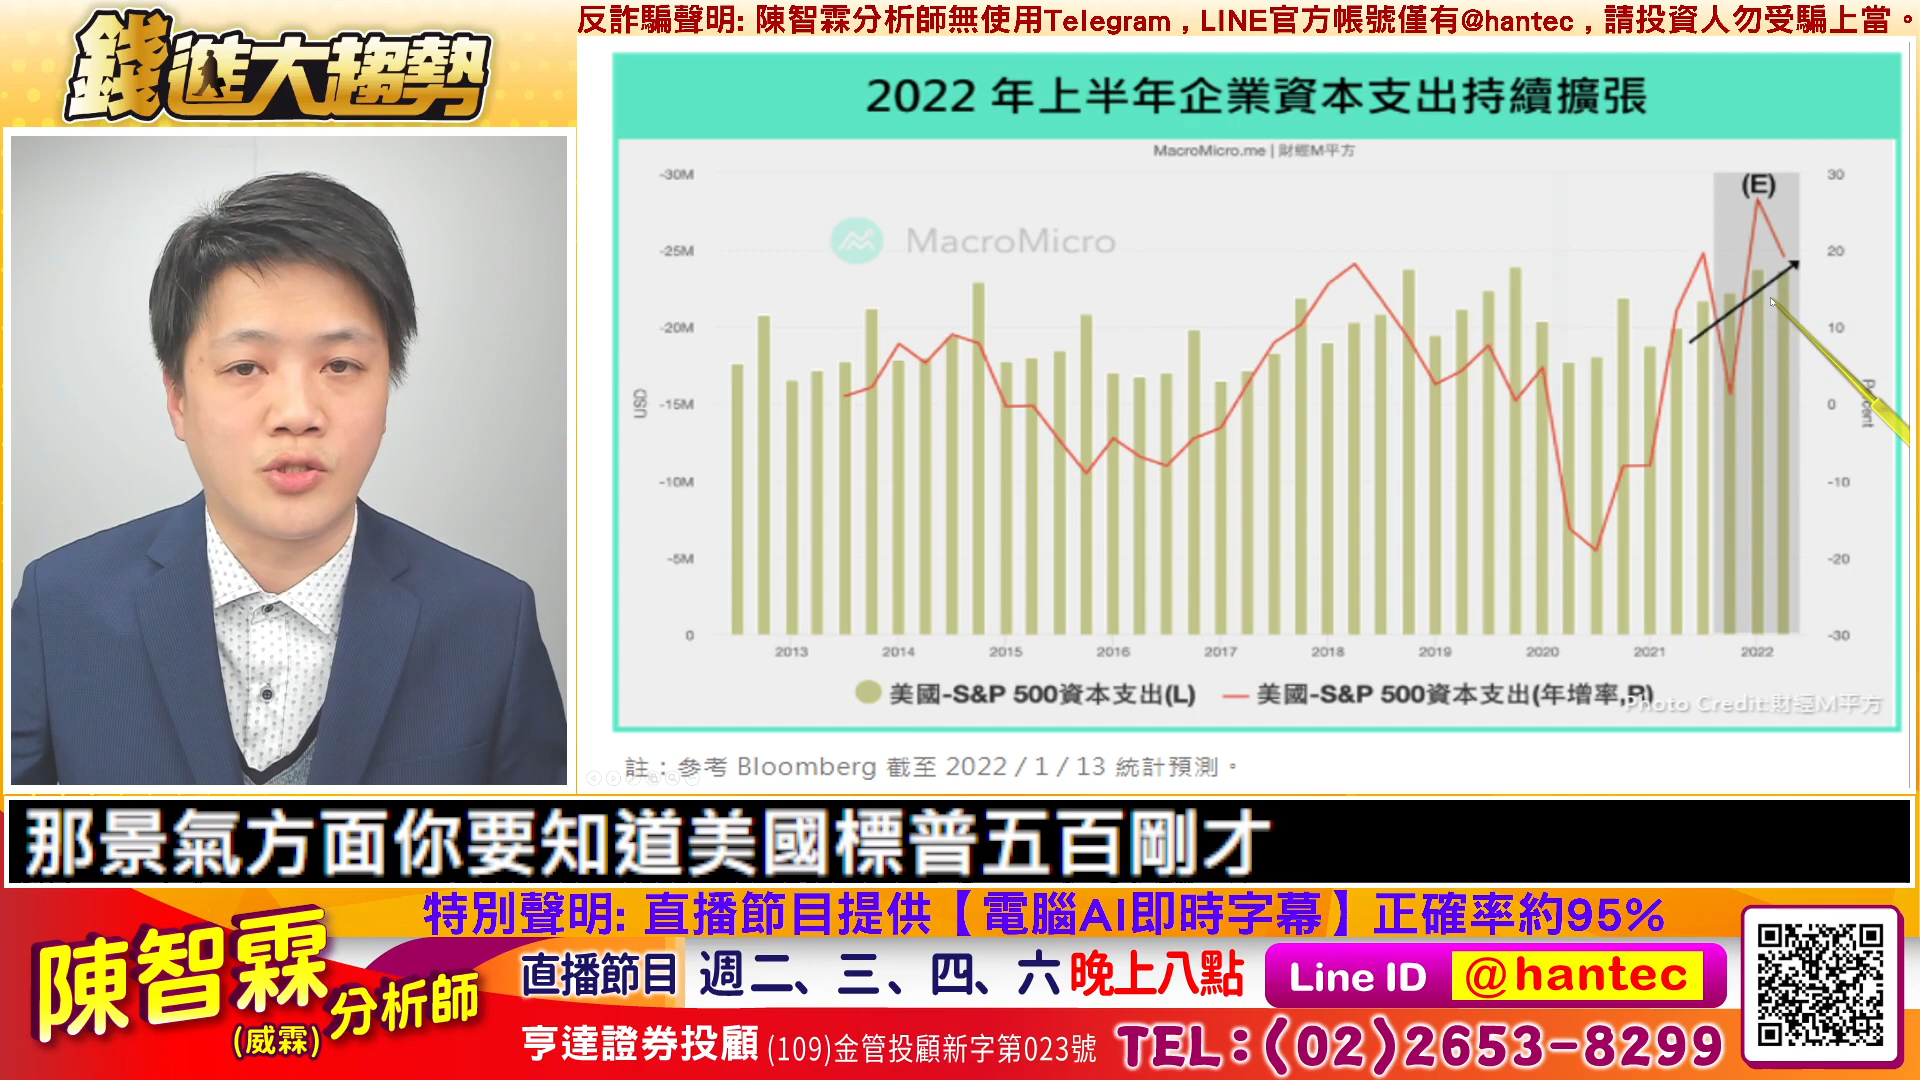 反詐騙聲明: 陳智霖分析師無使用Telegram , LINE官方帳號僅有@hantec , 請投資人勿受騙上當。
錢進大趨勢
2022 年上半年企業資本支出持續擴張
MacroMicro.me | 財經M平方
-30M
-25M
-20M
-15M
-10M
-5M
0
USD
MacroMicro
(E)
30
20
10
0
-10
-20
-30
Percent
2013 2014 2015 2016 2017 2018 2019 2020 2021 2022
美國-S&P 500資本支出(L) 美國-S&P 500資本支出(年增率,R)
Photo Credit:財經M平方
註：參考 Bloomberg 截至 2022 / 1 / 13 統計預測。
那景氣方面你要知道美國標普五百剛才
特別聲明: 直播節目提供【電腦AI即時字幕】正確率約95%
陳智霖
(威霖)
分析師
直播節目 週二、三、四、六 晚上八點
Line ID @hantec
亨達證券投顧 (109)金管投顧新字第023號 TEL:(02)2653-8299